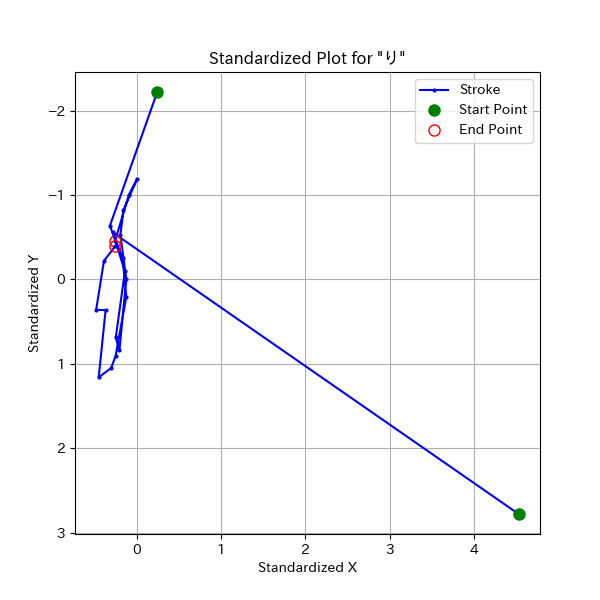 Standardized Plot for "り"
Stroke
Start Point
End Point
Standardized Y
−2
−1
0
1
2
3
0
1
2
3
4
Standardized X